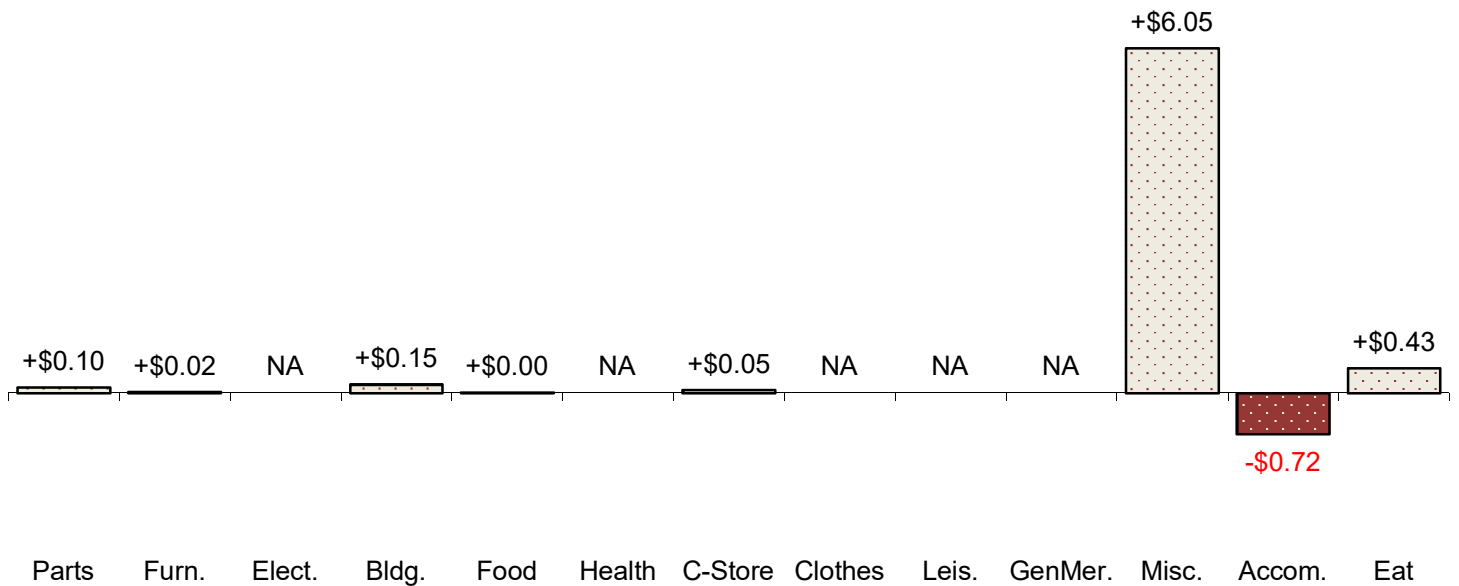 +$6.05
+$0.10 +$0.02 NA +$0.15 +$0.00 NA +$0.05 NA NA NA +$0.43
-$0.72
Parts Furn. Elect. Bldg. Food Health C-Store Clothes Leis. GenMer. Misc. Accom. Eat